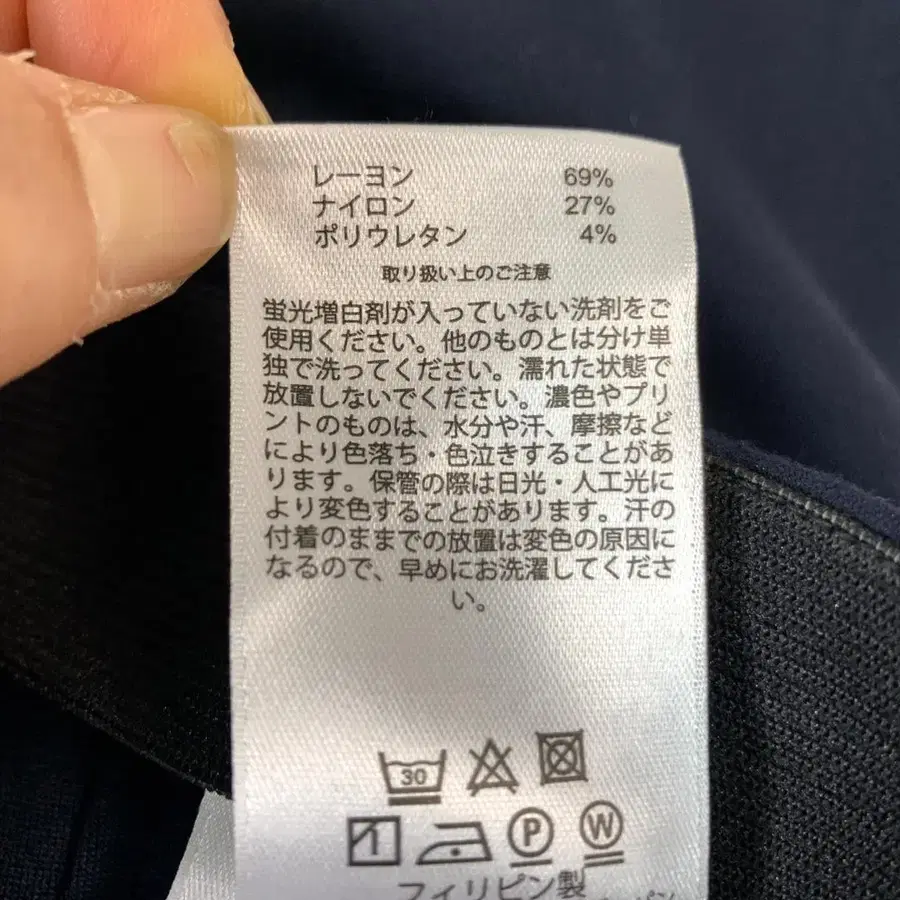 レーヨン 69%
ナイロン 27%
ポリウレタン 4%
取り扱い上のご注意
蛍光増白剤が入っていない洗剤をご
使用ください。他のものとは分け単
独で洗ってください。濡れた状態で
放置しないでください。濃色やプリ
ントのものは、水分や汗、摩擦など
により色落ち・色泣きすることがあ
ります。保管の際は日光・人工光に
より変色することがあります。汗の
付着のままでの放置は変色の原因に
なるので、早めにお洗濯してくださ
い。
30
P W
フィリピン製